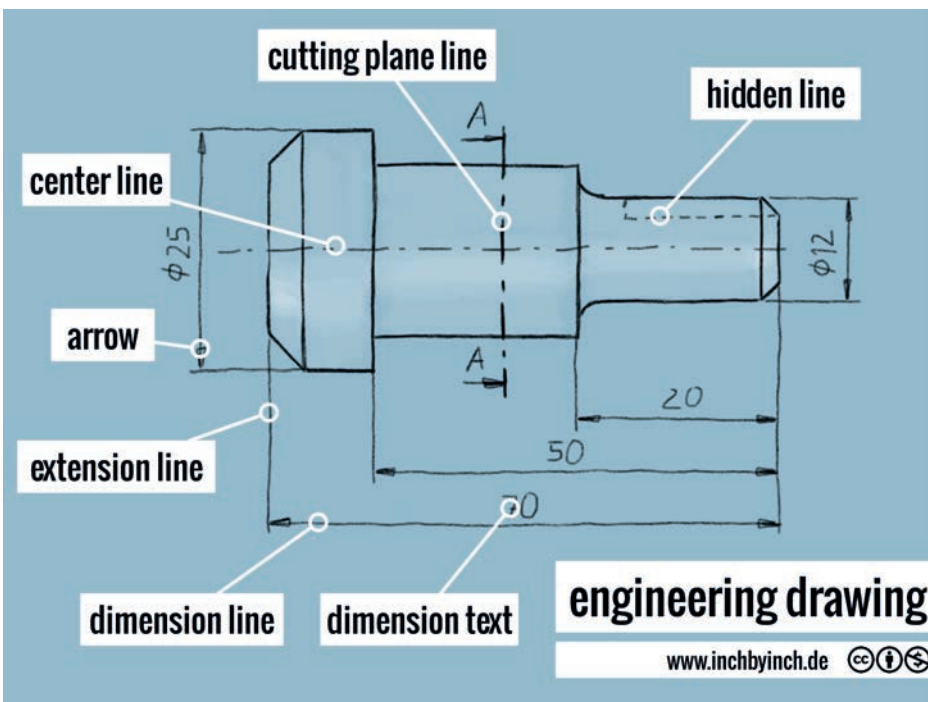 cutting plane line
hidden line
A
center line
ϕ25
ϕ12
arrow
A
20
extension line
50
70
dimension line
dimension text
engineering drawing
www.inchbyinch.de